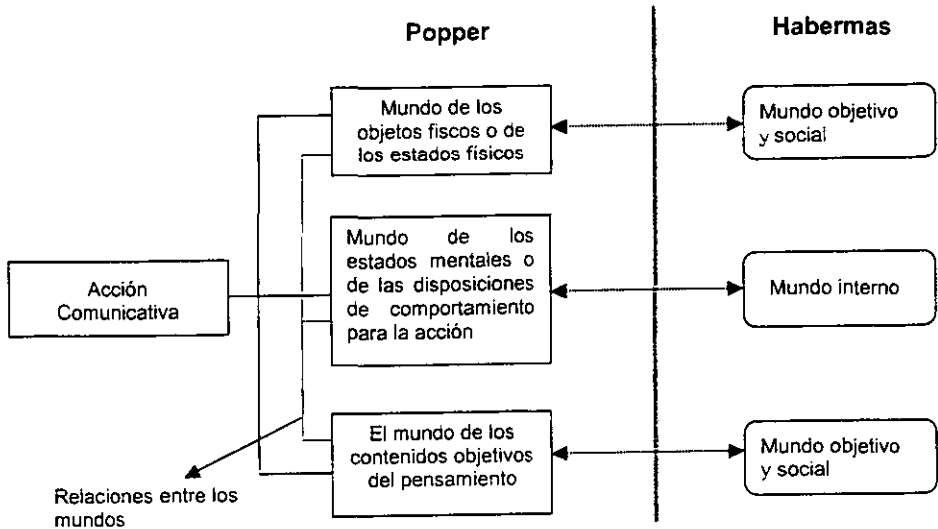 Popper
Habermas
Mundo de los
objetos fiscos o de
los estados físicos
Mundo objetivo
y social
Mundo de los
estados mentales o
de las disposiciones
de comportamiento
para la acción
Acción
Comunicativa
Mundo interno
El mundo de los
contenidos objetivos
del pensamiento
Mundo objetivo
y social
Relaciones entre los
mundos